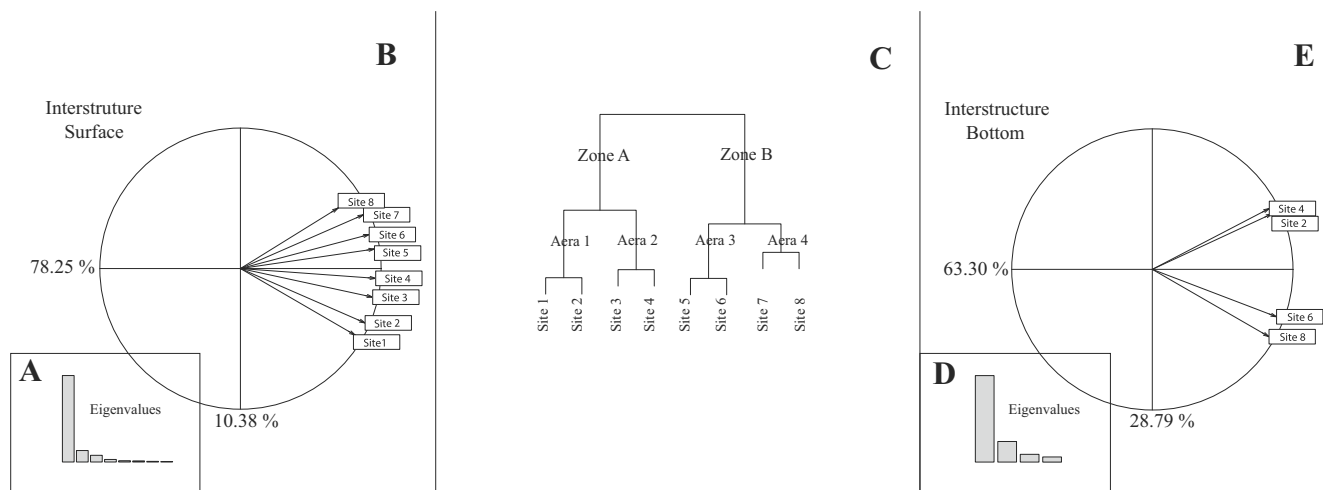 B
Interstruture
Surface
Site 8
Site 7
Site 6
Site 5
Site 4
Site 3
Site 2
Site1
78.25 %
10.38 %
A
Eigenvalues
C
Zone A
Zone B
Aera 1
Aera 2
Aera 3
Aera 4
Site 1
Site 2
Site 3
Site 4
Site 5
Site 6
Site 7
Site 8
E
Interstructure
Bottom
Site 4
Site 2
63.30 %
Site 6
Site 8
28.79 %
D
Eigenvalues